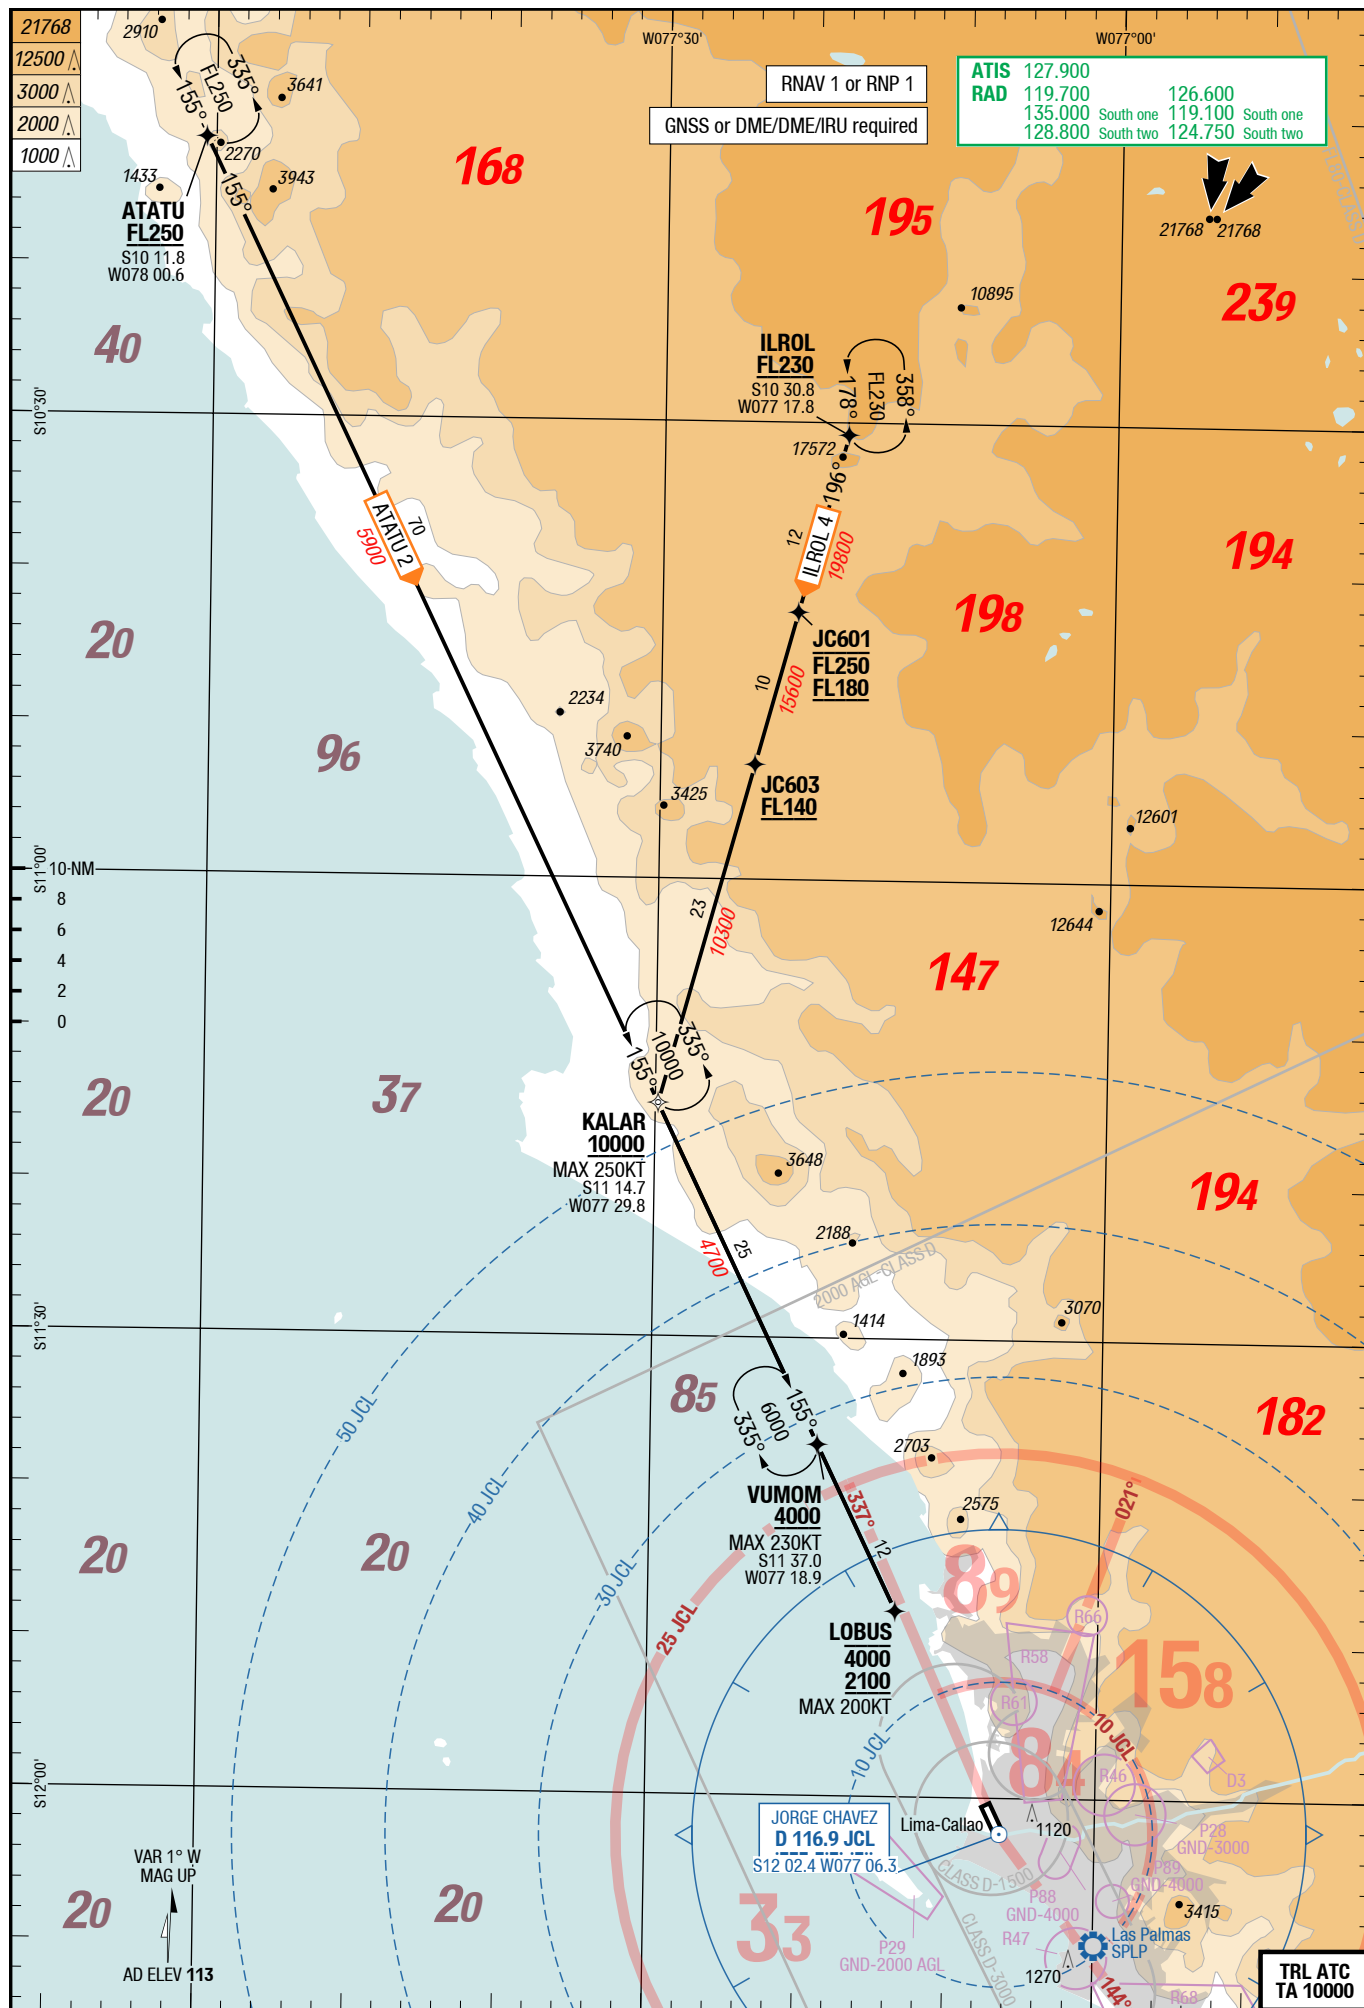 21768
12500
3000
2000
1000
2910
W077°30'
W077°00'
RNAV 1 or RNP 1
GNSS or DME/DME/IRU required
ATIS 127.900
RAD 119.700 126.600
135.000 South one 119.100 South one
128.800 South two 124.750 South two
335°
FL250
155°
3641
2270
1433
3943
155°
168
195
21768 21768
ATATU
FL250
S10 11.8
W078 00.6
239
10895
40
ILROL
FL230
S10 30.8
W077 17.8
178°
FL230
358°
S10°30'
17572
196°
ATATU 2
70
5900
12
ILROL 4
19800
194
198
20
JC601
FL250
FL180
10
15600
2234
3740
96
JC603
FL140
3425
12601
S11°00'
10-NM
8
6
4
2
0
23
10300
12644
147
335°
10000
155°
20
37
KALAR
10000
MAX 250KT
S11 14.7
W077 29.8
3648
194
2188
25
4700
2000 AGL-CLASS D
3070
1414
S11°30'
1893
85
155°
6000
335°
182
50 JCL
2703
VUMOM
4000
MAX 230KT
S11 37.0
W077 18.9
337°
2575
021°
40 JCL
12
20
20
30 JCL
89
R66
LOBUS
4000
2100
MAX 200KT
25 JCL
R58
158
R61
10 JCL
10 JCL
84
R46
D3
S12°00'
JORGE CHAVEZ
D 116.9 JCL
S12 02.4 W077 06.3
Lima-Callao
1120
P28
GND-3000
VAR 1° W
MAG UP
CLASS D-1500
P89
GND-4000
P88
GND-4000
20
20
33
3415
CLASS D-3000
P29
GND-2000 AGL
R47
Las Palmas
SPLP
AD ELEV 113
1270
144°
R68
TRL ATC
TA 10000